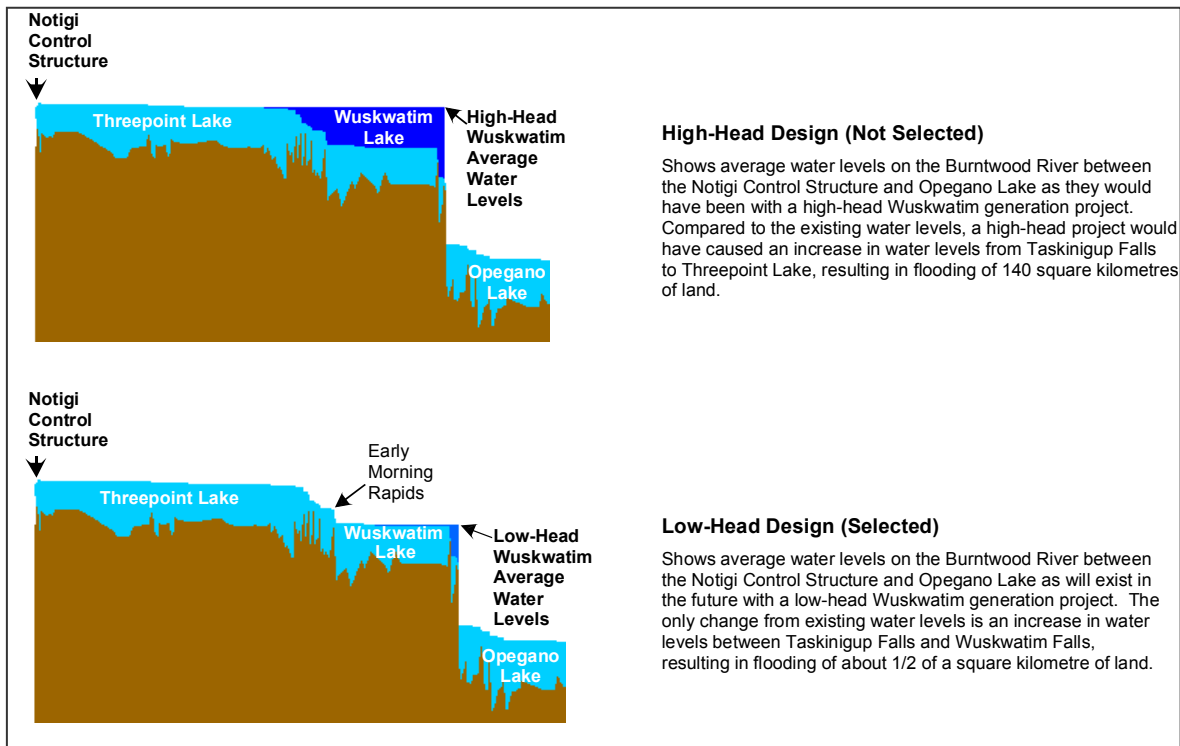 Notigi
Control
Structure
Threepoint Lake
Wuskwatim
Lake
High-Head
Wuskwatim
Average
Water
Levels
Opegano
Lake
High-Head Design (Not Selected)
Shows average water levels on the Burntwood River between
the Notigi Control Structure and Opegano Lake as they would
have been with a high-head Wuskwatim generation project.
Compared to the existing water levels, a high-head project would
have caused an increase in water levels from Taskinigup Falls
to Threepoint Lake, resulting in flooding of 140 square kilometres
of land.
Notigi
Control
Structure
Early
Morning
Rapids
Threepoint Lake
Wuskwatim
Lake
Low-Head
Wuskwatim
Average
Water
Levels
Opegano
Lake
Low-Head Design (Selected)
Shows average water levels on the Burntwood River between
the Notigi Control Structure and Opegano Lake as will exist in
the future with a low-head Wuskwatim generation project.  The
only change from existing water levels is an increase in water
levels between Taskinigup Falls and Wuskwatim Falls,
resulting in flooding of about 1/2 of a square kilometre of land.